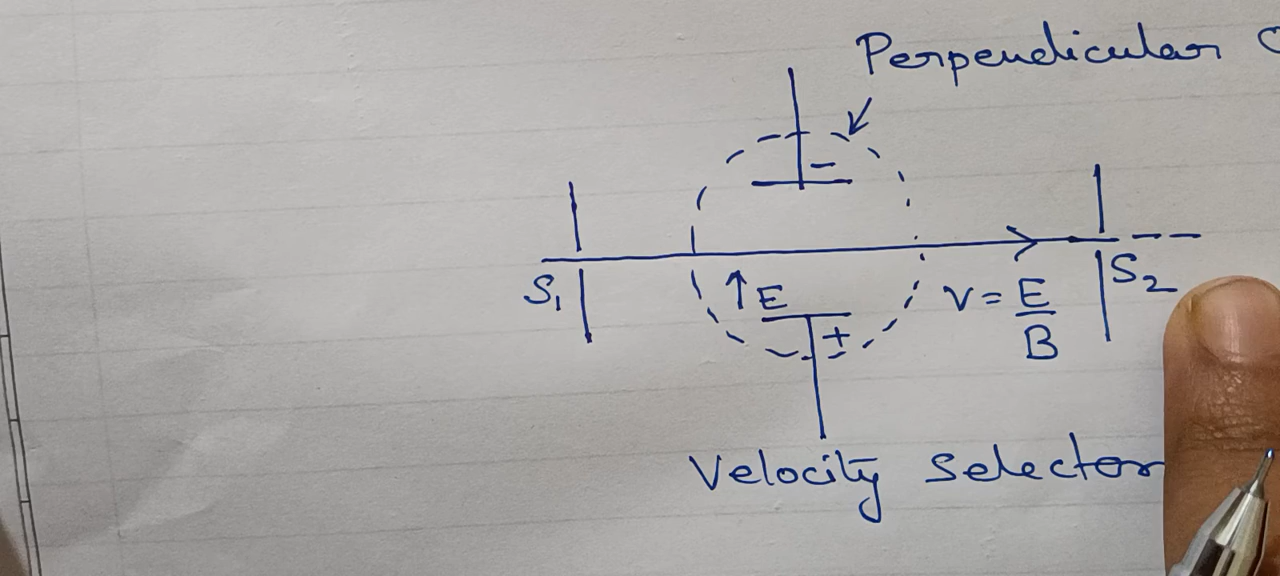 Perpendicular
-
S₁
↑E
+
V = E/B
S₂
Velocity Selector